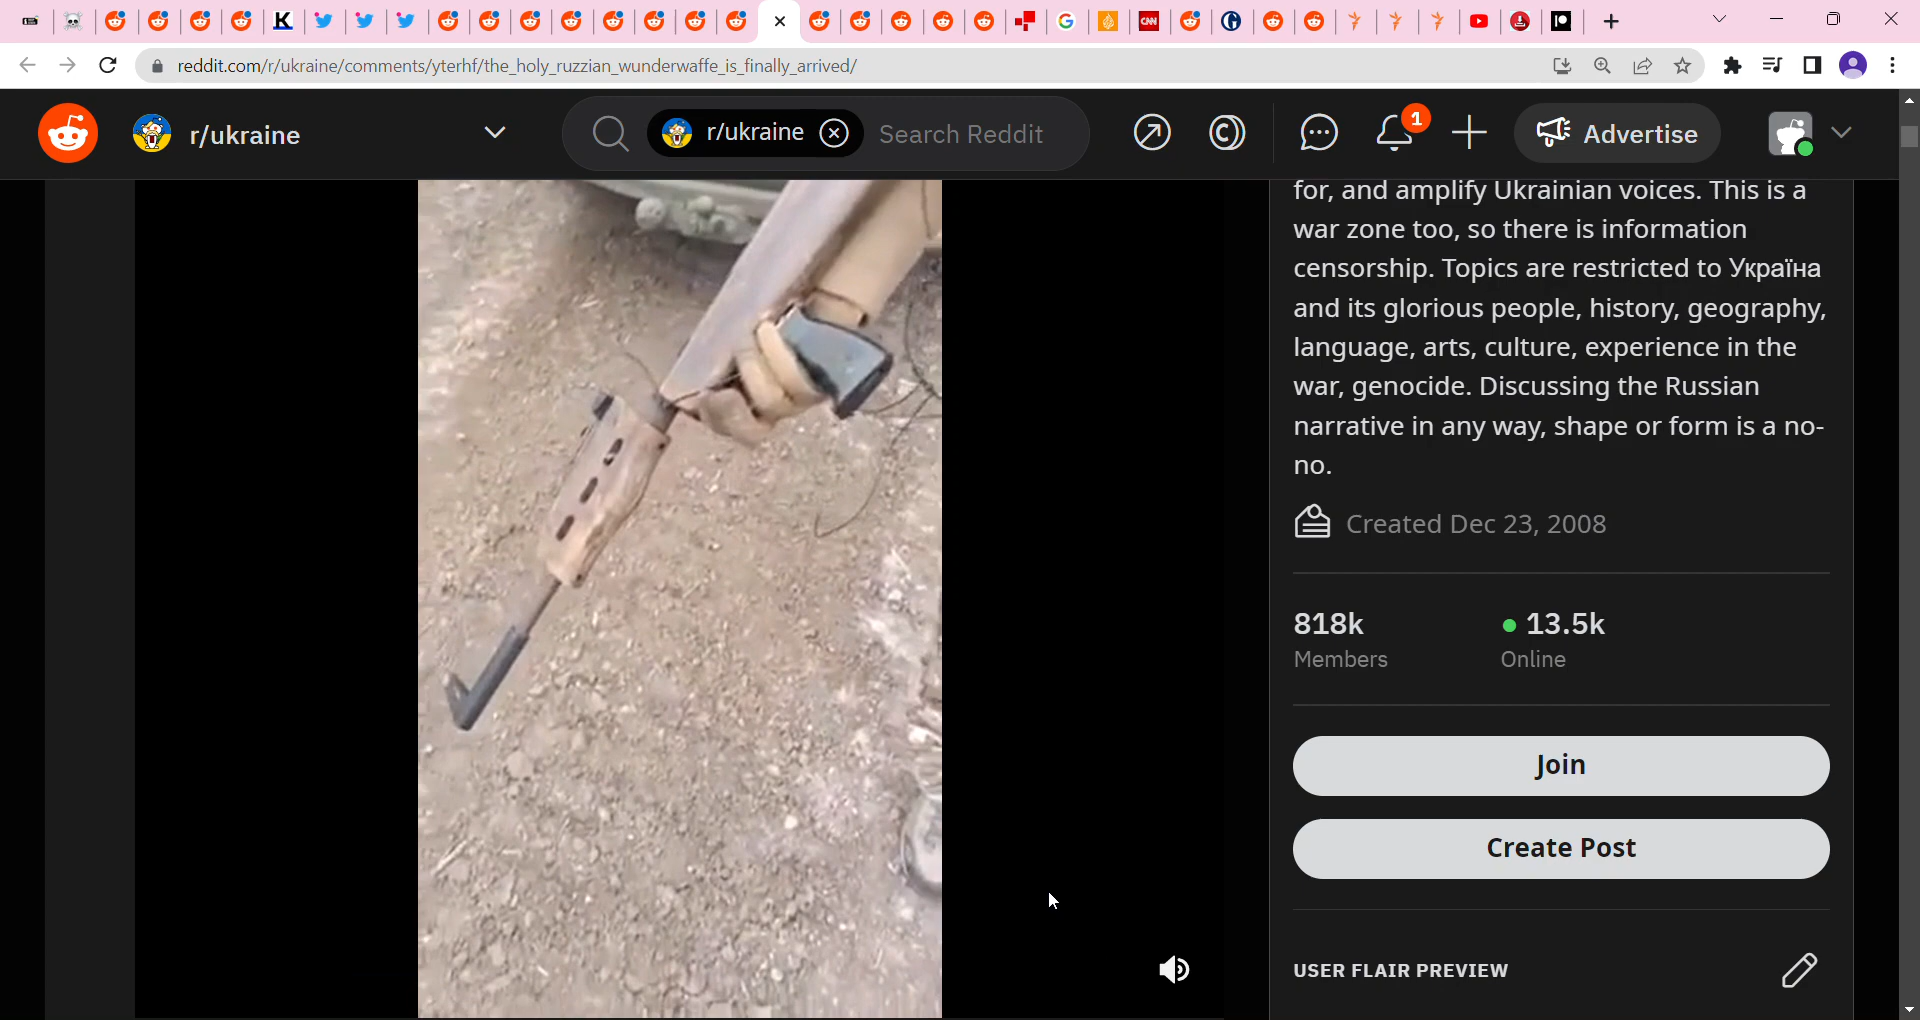 K
G
CNN
reddit.com/r/ukraine/comments/yterhf/the_holy_ruzzian_wunderwaffe_is_finally_arrived/
r/ukraine
r/ukraine
Search Reddit
1
Advertise
for, and amplify Ukrainian voices. This is a
war zone too, so there is information
censorship. Topics are restricted to Україна
and its glorious people, history, geography,
language, arts, culture, experience in the
war, genocide. Discussing the Russian
narrative in any way, shape or form is a no-
no.
Created Dec 23, 2008
818k
13.5k
Members
Online
Join
Create Post
USER FLAIR PREVIEW